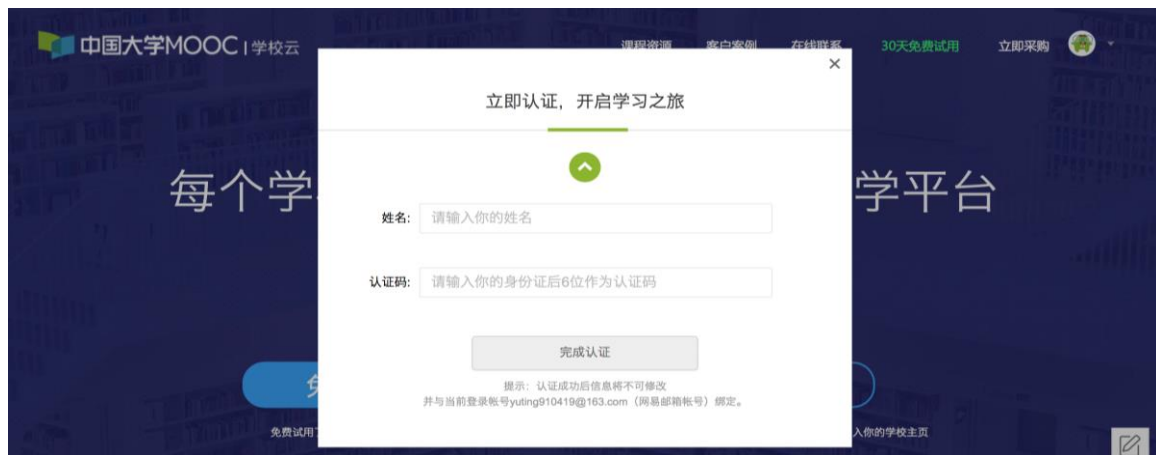 中国大学MOOC | 学校云
课程资源 客户案例 在线联系 30天免费试用 立即采购
×
立即认证，开启学习之旅
每个学 学平台
姓名: 请输入你的姓名
认证码: 请输入你的身份证后6位作为认证码
完成认证
提示：认证成功后信息将不可修改
并与当前登录帐号yuting910419@163.com（网易邮箱帐号）绑定。
免费试用 入你的学校主页